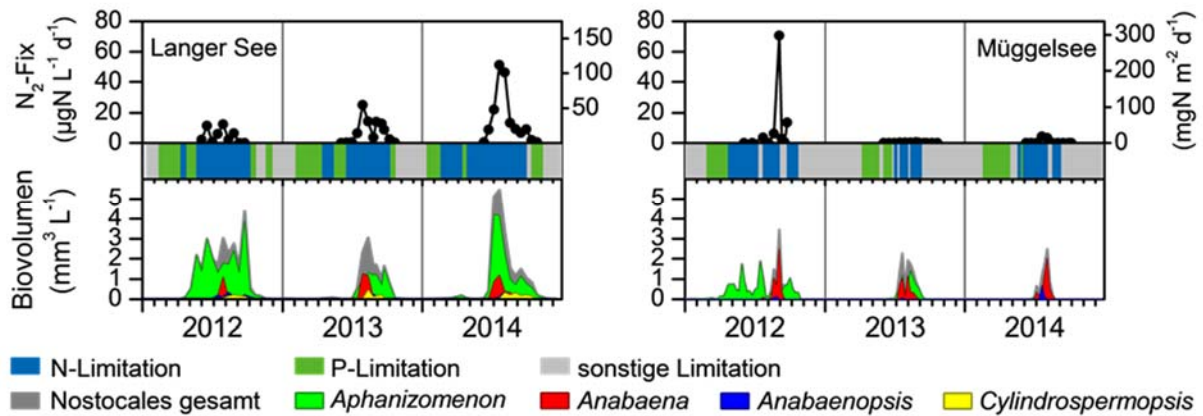 N₂-Fix
(µgN L⁻¹ d⁻¹)
80
60
40
20
0
Langer See
150
100
50
80
60
40
20
0
Müggelsee
300
200
100
0
(mgN m⁻² d⁻¹)
Biovolumen
(mm³ L⁻¹)
5
4
3
2
1
0
5
4
3
2
1
0
2012 2013 2014
2012 2013 2014
N-Limitation P-Limitation sonstige Limitation
Nostocales gesamt Aphanizomenon Anabaena Anabaenopsis Cylindrospermopsis